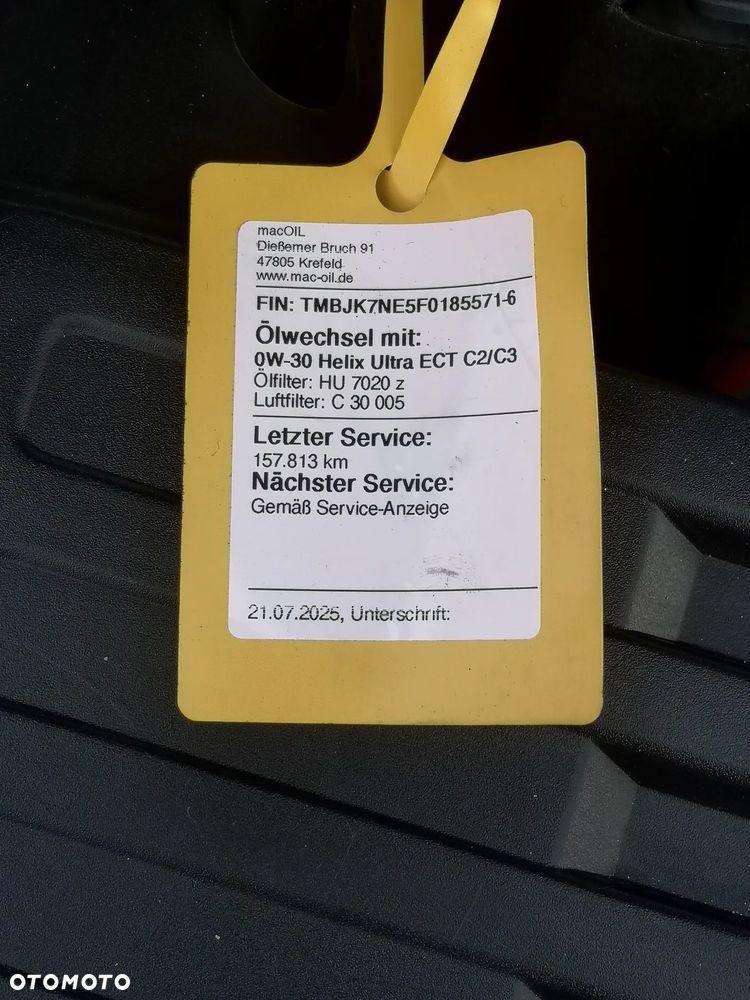 macOIL
Dießemer Bruch 91
47805 Krefeld
www.mac-oil.de
FIN: TMBJK7NE5F0185571-6
Ölwechsel mit:
0W-30 Helix Ultra ECT C2/C3
Ölfilter: HU 7020 z
Luftfilter: C 30 005
Letzter Service:
157.813 km
Nächster Service:
Gemäß Service-Anzeige
21.07.2025, Unterschrift:
OTOMOTO